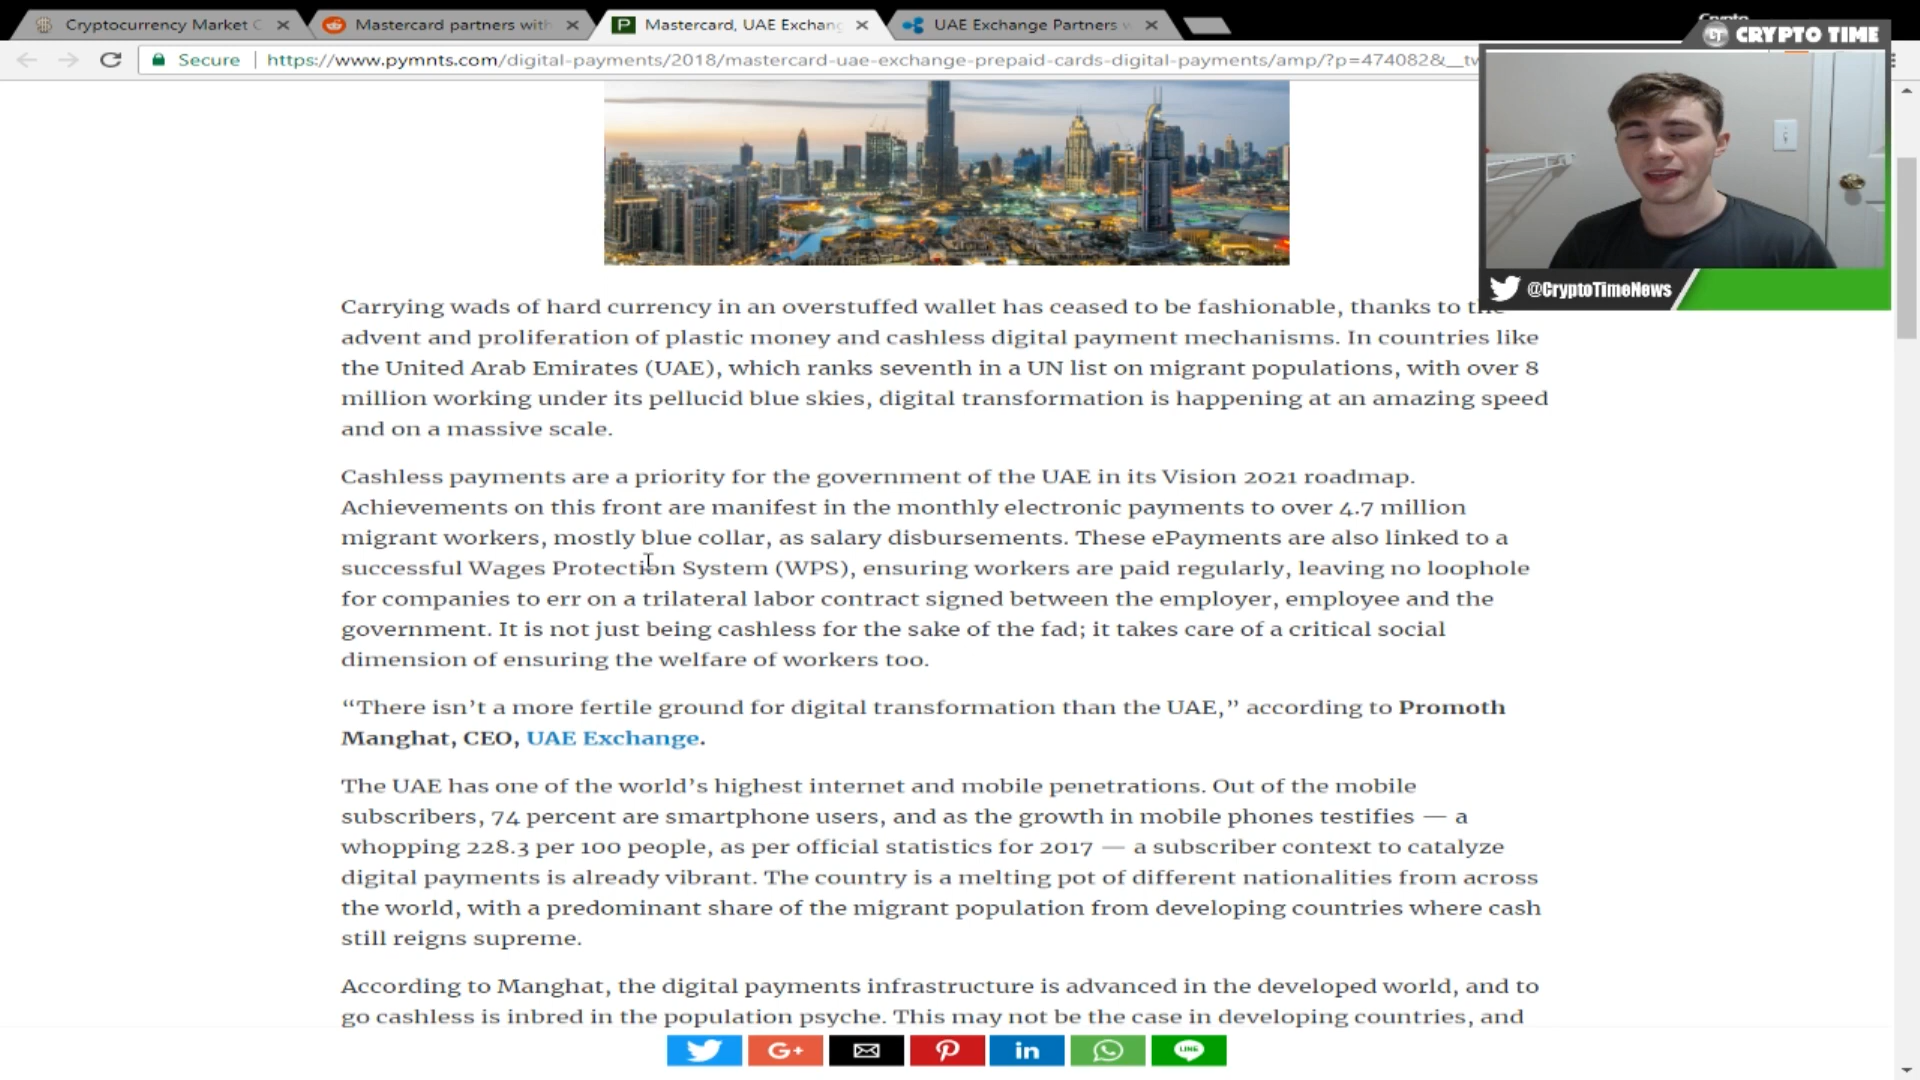 Cryptocurrency Market C
Mastercard partners with
Mastercard, UAE Exchang
UAE Exchange Partners w
Crypto
CRYPTO TIME
Secure
https://www.pymnts.com/digital-payments/2018/mastercard-uae-exchange-prepaid-cards-digital-payments/amp/?p=474082&__tw
@CryptoTimeNews
Carrying wads of hard currency in an overstuffed wallet has ceased to be fashionable, thanks to the
advent and proliferation of plastic money and cashless digital payment mechanisms. In countries like
the United Arab Emirates (UAE), which ranks seventh in a UN list on migrant populations, with over 8
million working under its pellucid blue skies, digital transformation is happening at an amazing speed
and on a massive scale.
Cashless payments are a priority for the government of the UAE in its Vision 2021 roadmap.
Achievements on this front are manifest in the monthly electronic payments to over 4.7 million
migrant workers, mostly blue collar, as salary disbursements. These ePayments are also linked to a
successful Wages Protection System (WPS), ensuring workers are paid regularly, leaving no loophole
for companies to err on a trilateral labor contract signed between the employer, employee and the
government. It is not just being cashless for the sake of the fad; it takes care of a critical social
dimension of ensuring the welfare of workers too.
“There isn’t a more fertile ground for digital transformation than the UAE,” according to Promoth
Manghat, CEO, UAE Exchange.
The UAE has one of the world’s highest internet and mobile penetrations. Out of the mobile
subscribers, 74 percent are smartphone users, and as the growth in mobile phones testifies — a
whopping 228.3 per 100 people, as per official statistics for 2017 — a subscriber context to catalyze
digital payments is already vibrant. The country is a melting pot of different nationalities from across
the world, with a predominant share of the migrant population from developing countries where cash
still reigns supreme.
According to Manghat, the digital payments infrastructure is advanced in the developed world, and to
go cashless is inbred in the population psyche. This may not be the case in developing countries, and
G+
in
LINE